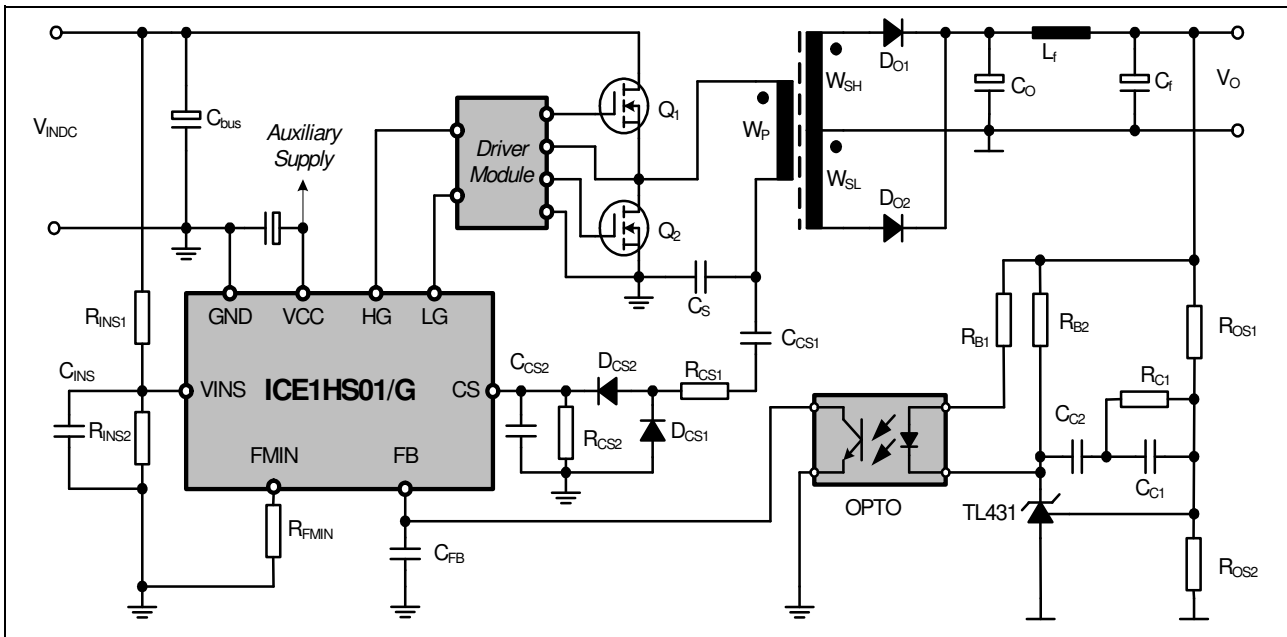 V_INDC
C_bus
Auxiliary
Supply
Driver
Module
Q_1
Q_2
W_P
W_SH
W_SL
D_O1
D_O2
C_O
L_f
C_f
V_O
C_S
C_CS1
R_INS1
C_INS
R_INS2
GND
VCC
HG
LG
VINS
ICE1HS01/G
CS
FMIN
FB
C_CS2
D_CS2
R_CS1
R_CS2
D_CS1
R_FMIN
C_FB
OPTO
R_B1
R_B2
R_OS1
R_C1
C_C2
C_C1
TL431
R_OS2